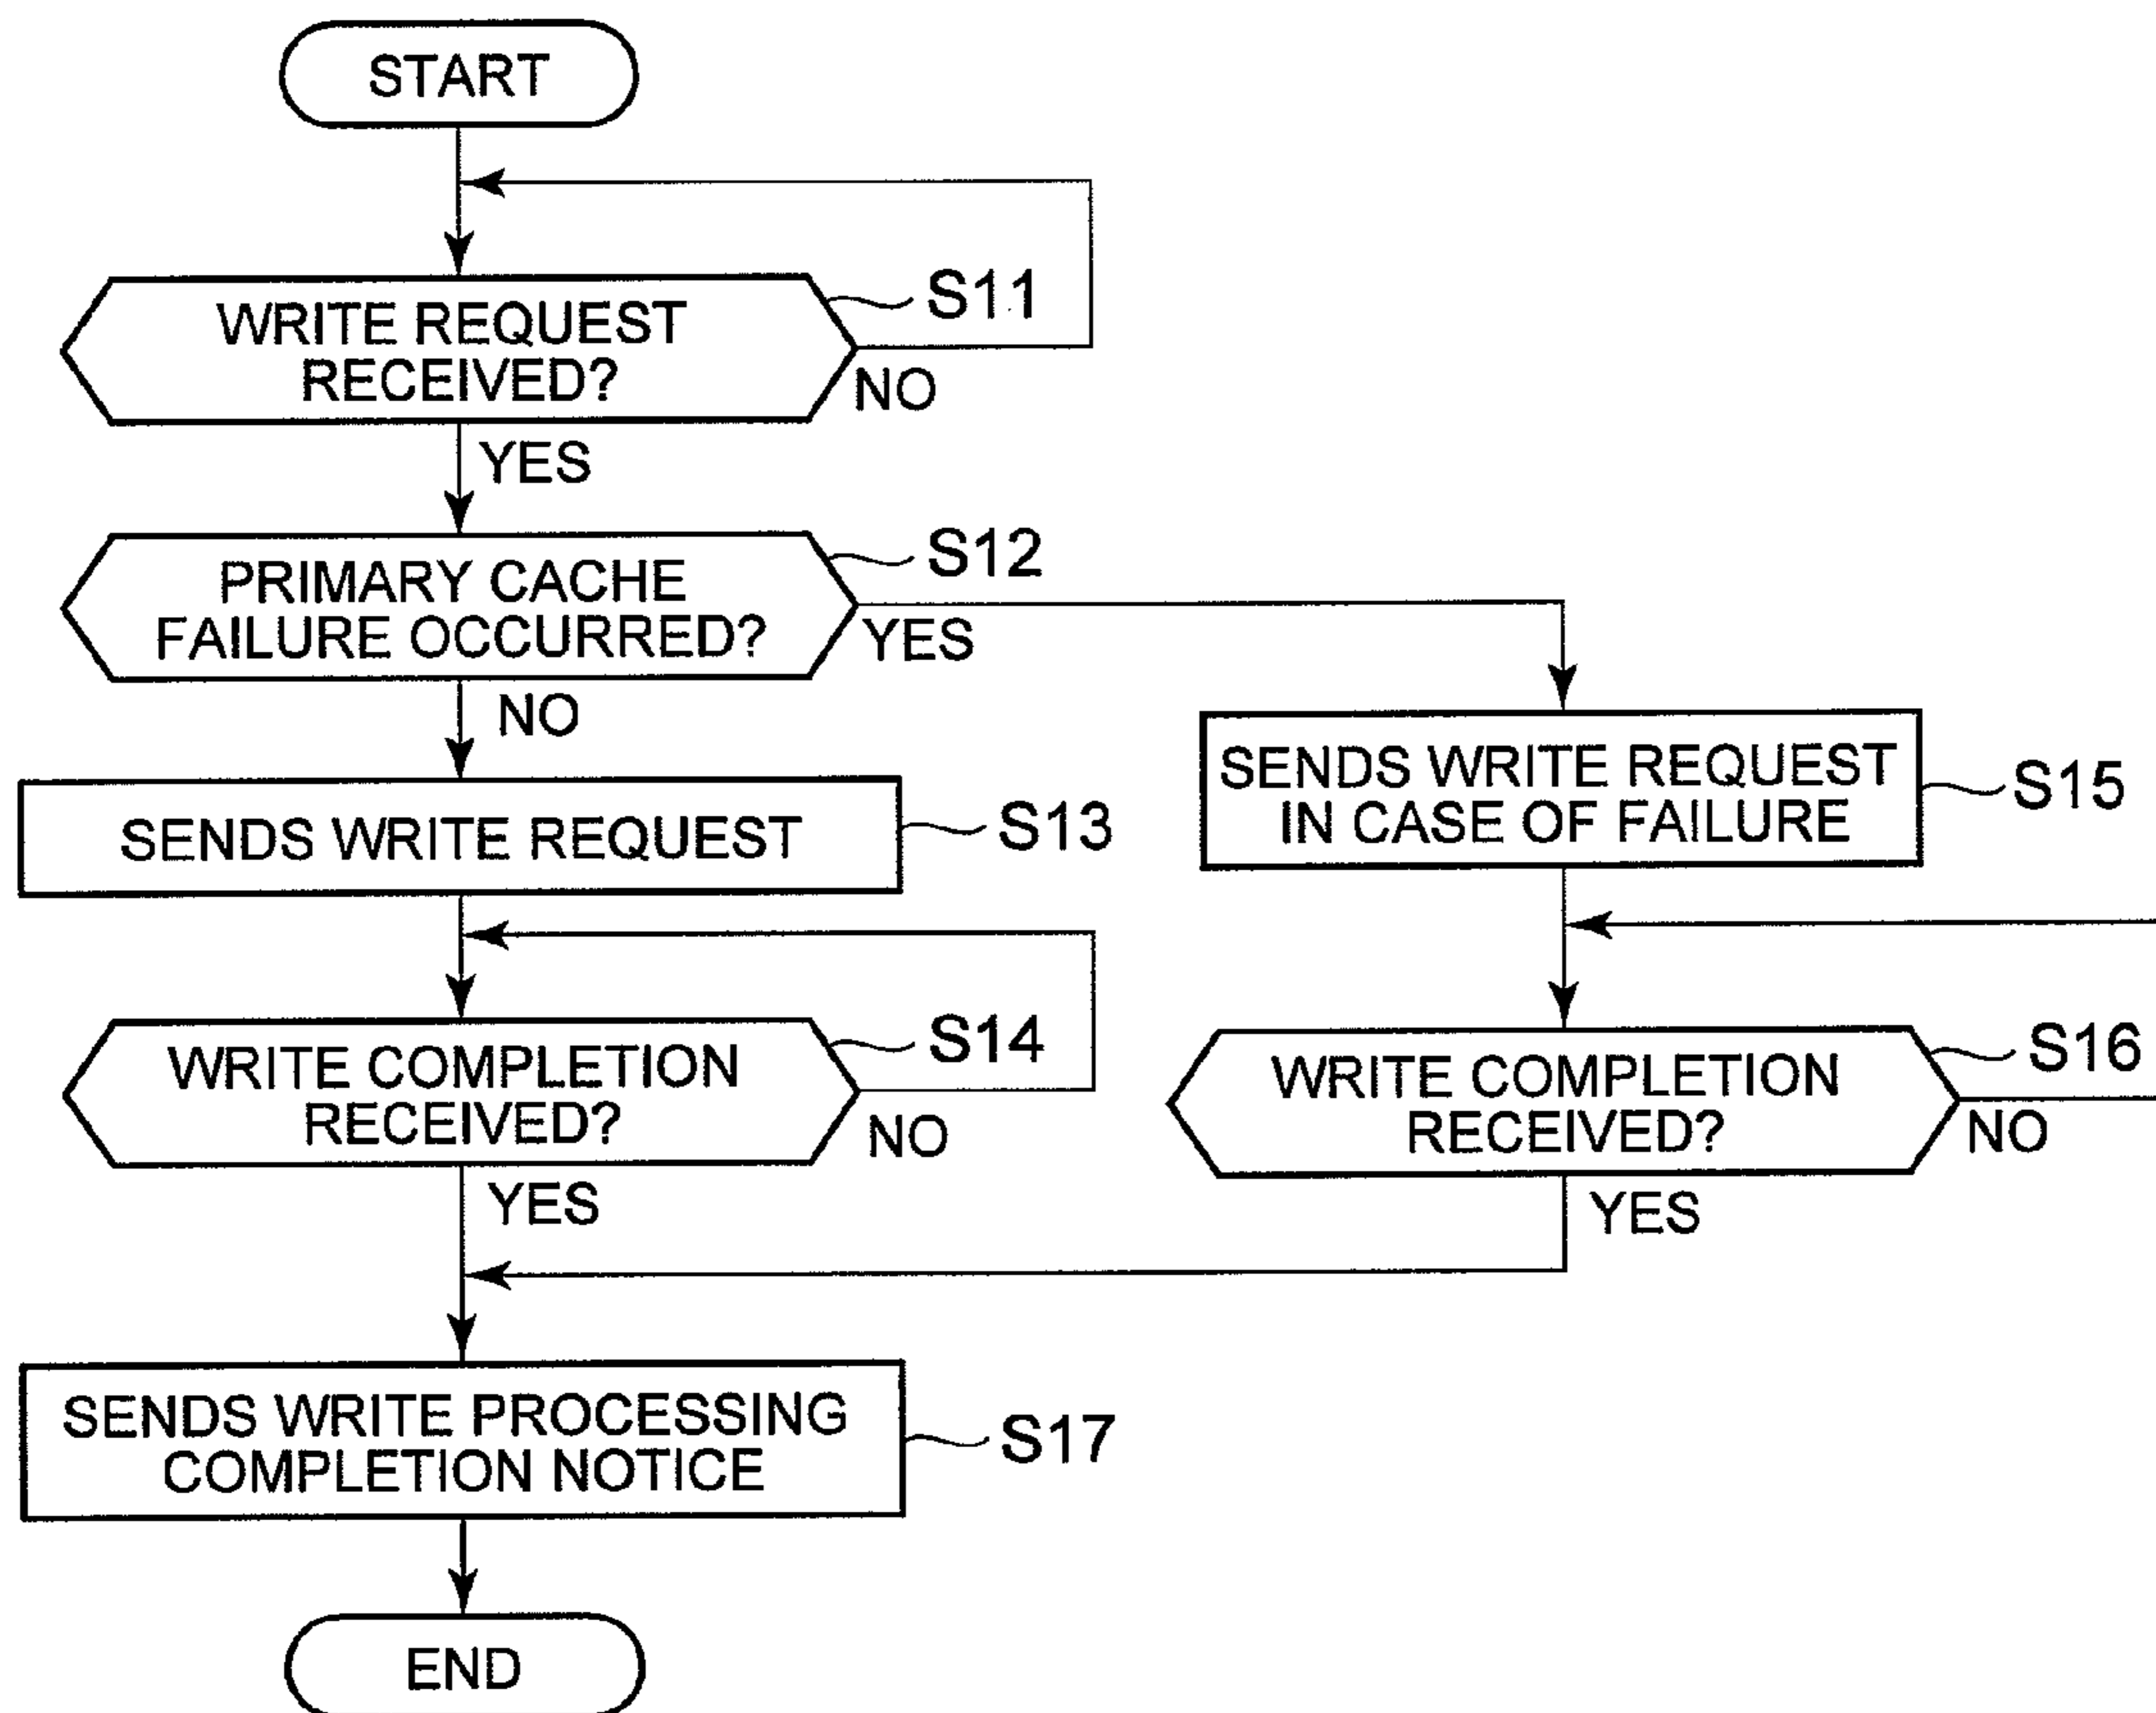 START
S11
WRITE REQUEST
RECEIVED?
NO
YES
S12
PRIMARY CACHE
FAILURE OCCURRED?
YES
NO
SENDS WRITE REQUEST
S13
SENDS WRITE REQUEST
IN CASE OF FAILURE
S15
S14
WRITE COMPLETION
RECEIVED?
NO
YES
S16
WRITE COMPLETION
RECEIVED?
NO
YES
SENDS WRITE PROCESSING
COMPLETION NOTICE
S17
END